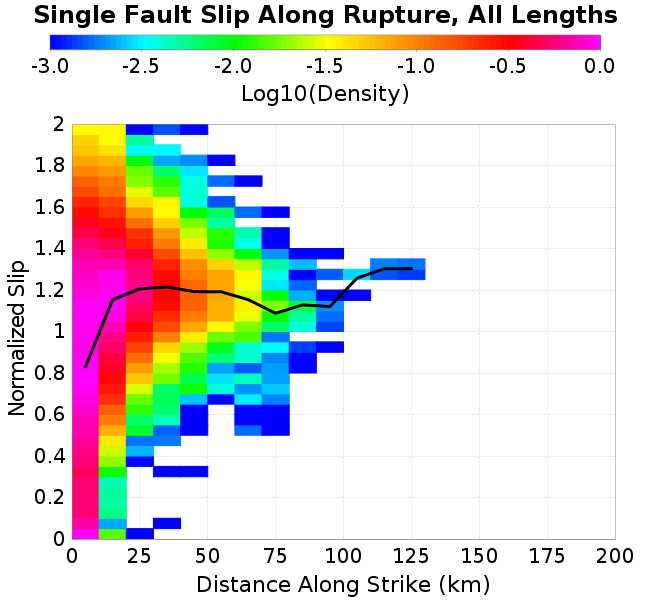 Single Fault Slip Along Rupture, All Lengths
-3.0 -2.5 -2.0 -1.5 -1.0 -0.5 0.0
Log10(Density)
2
1.8
1.6
1.4
1.2
1
0.8
0.6
0.4
0.2
0
Normalized Slip
0 25 50 75 100 125 150 175 200
Distance Along Strike (km)